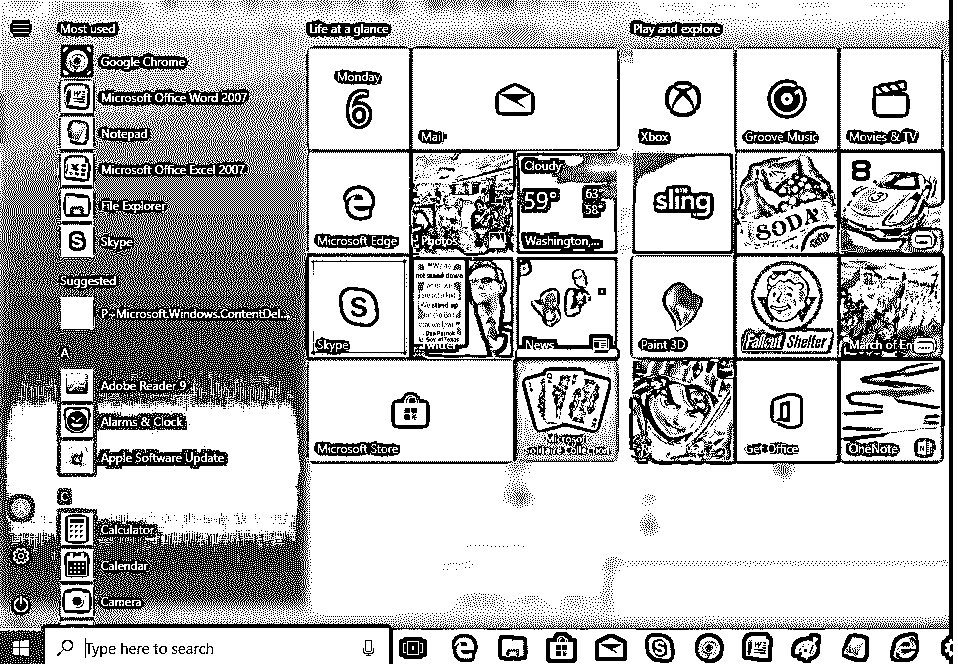 Most used
Google Chrome
Microsoft Office Word 2007
Notepad
Microsoft Office Excel 2007
File Explorer
Skype
Suggested
P~Microsoft.Windows.ContentDel...
A
Adobe Reader 9
Alarms & Clock
Apple Software Update
C
Calculator
Calendar
Camera
Type here to search
Life at a glance
Monday
6
Mail
Microsoft Edge
Photos
Cloudy
59°
63°
58°
Washington,...
Skype
Twitter
News
Microsoft Store
Microsoft
Solitaire Collection
Play and explore
Xbox
Groove Music
Movies & TV
sling
SODA
8
Paint 3D
Fallout Shelter
March of Em
Get Office
OneNote